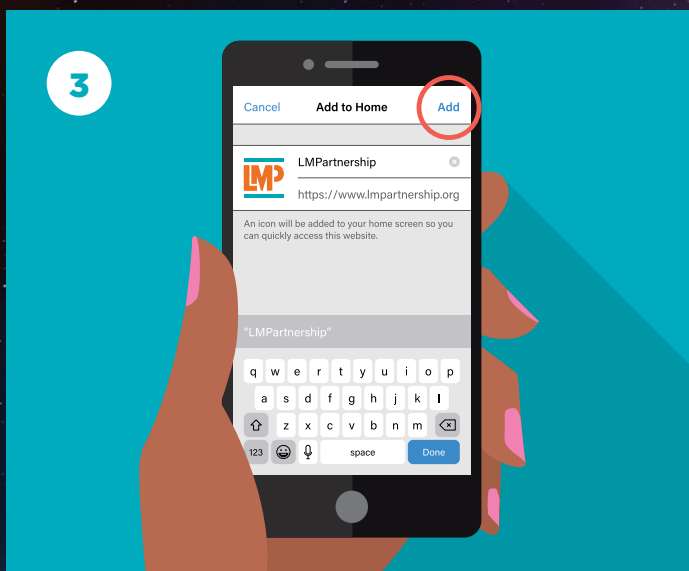 3
Cancel Add to Home Add
LMP
LMPartnership
https://www.lmpartnership.org
An icon will be added to your home screen so you
can quickly access this website.
"LMPartnership"
q w e r t y u i o p
a s d f g h j k l
z x c v b n m
123 space Done